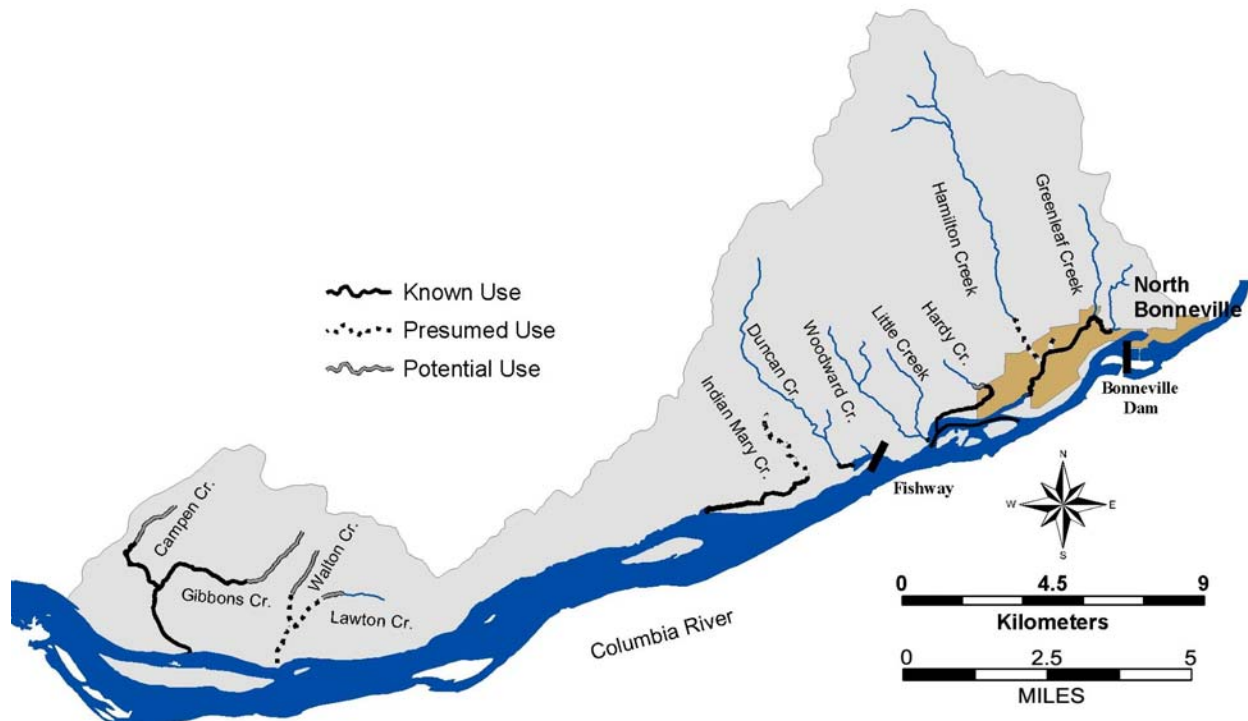 Known Use
Presumed Use
Potential Use
Hamilton Creek
Greenleaf Creek
North
Bonneville
Hardy Cr.
Little Creek
Woodward Cr.
Duncan Cr.
Indian Mary Cr.
Bonneville
Dam
Fishway
Campen Cr.
Gibbons Cr.
Walton Cr.
Lawton Cr.
Columbia River
N
W
E
S
0 4.5 9
Kilometers
0 2.5 5
MILES